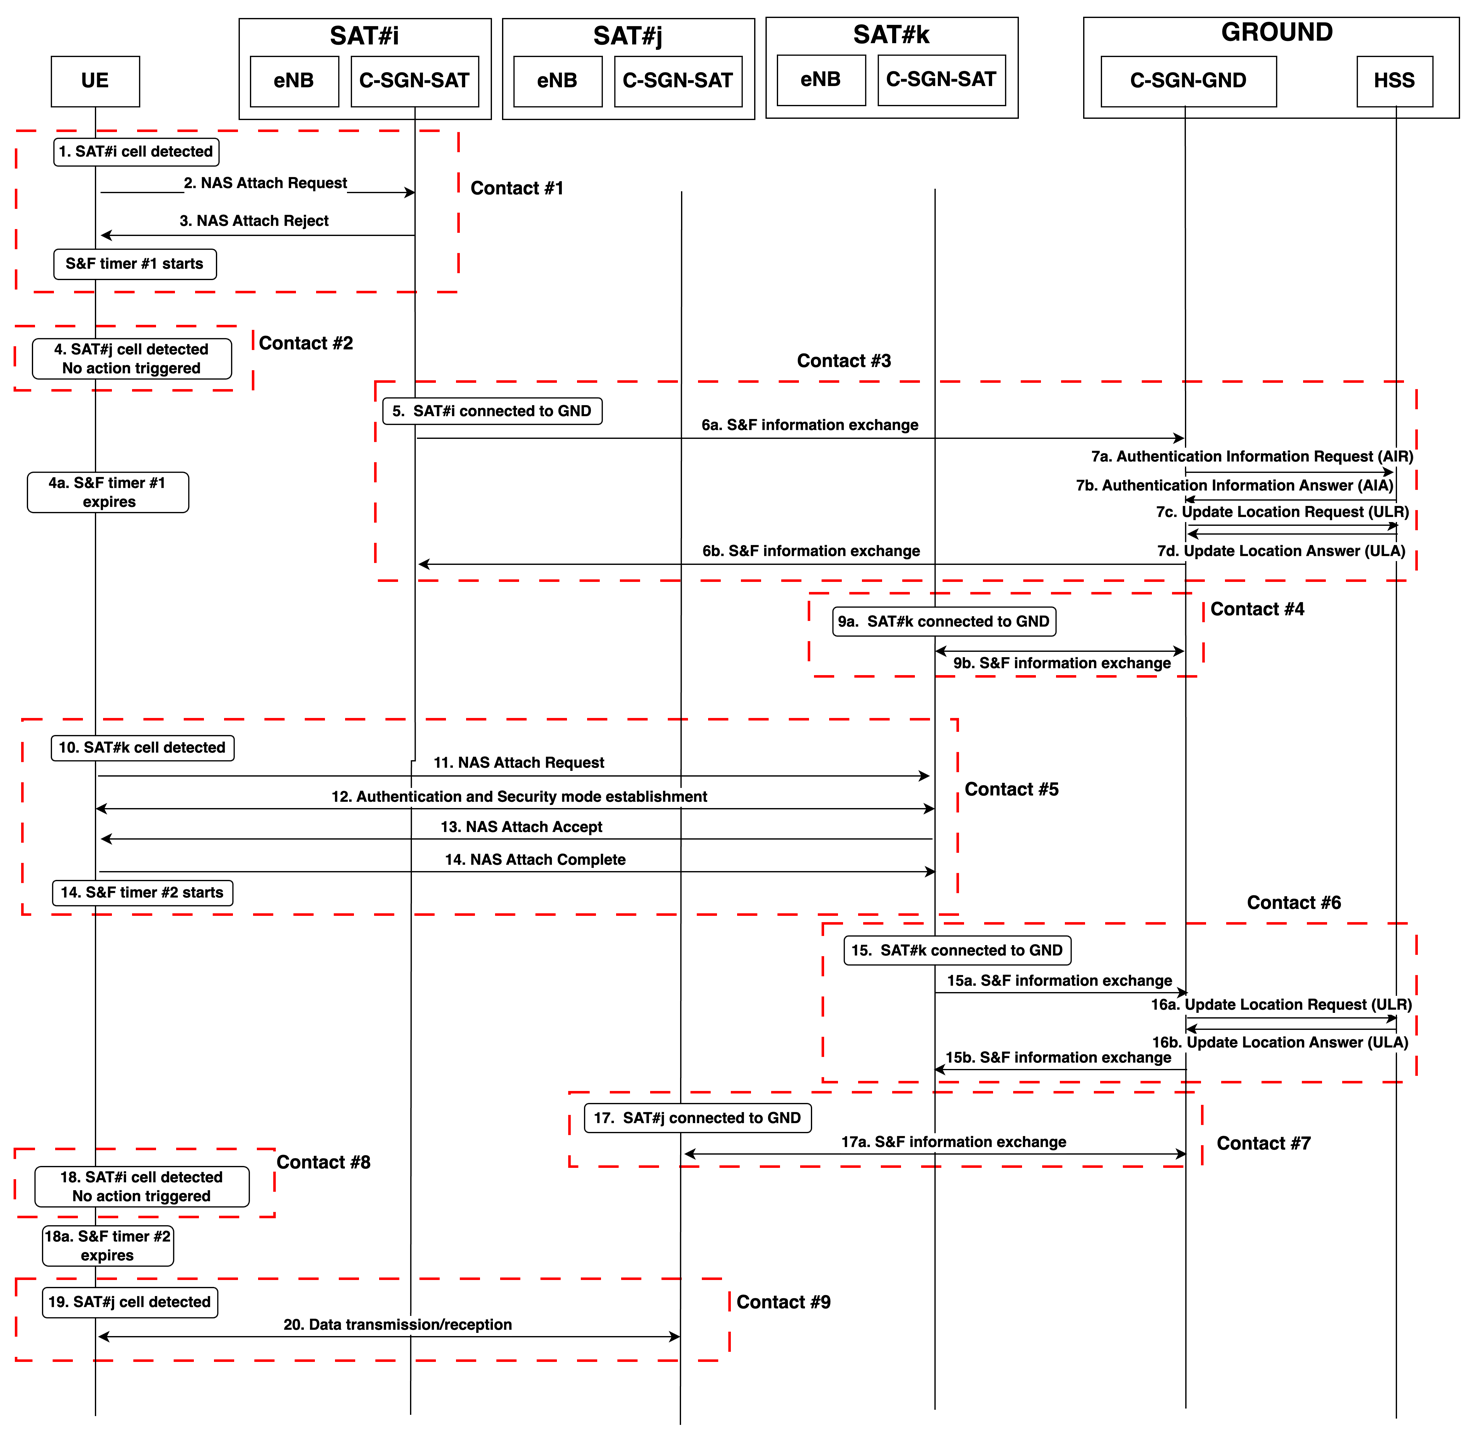 SAT#i
SAT#j
SAT#k
GROUND
UE
eNB
C-SGN-SAT
eNB
C-SGN-SAT
eNB
C-SGN-SAT
C-SGN-GND
HSS
1. SAT#i cell detected
2. NAS Attach Request
Contact #1
3. NAS Attach Reject
S&F timer #1 starts
4. SAT#j cell detected
No action triggered
Contact #2
Contact #3
5. SAT#i connected to GND
6a. S&F information exchange
7a. Authentication Information Request (AIR)
4a. S&F timer #1
expires
7b. Authentication Information Answer (AIA)
7c. Update Location Request (ULR)
7d. Update Location Answer (ULA)
6b. S&F information exchange
Contact #4
9a. SAT#k connected to GND
9b. S&F information exchange
10. SAT#k cell detected
11. NAS Attach Request
Contact #5
12. Authentication and Security mode establishment
13. NAS Attach Accept
14. NAS Attach Complete
14. S&F timer #2 starts
Contact #6
15. SAT#k connected to GND
15a. S&F information exchange
16a. Update Location Request (ULR)
16b. Update Location Answer (ULA)
15b. S&F information exchange
17. SAT#j connected to GND
17a. S&F information exchange
Contact #7
Contact #8
18. SAT#i cell detected
No action triggered
18a. S&F timer #2
expires
19. SAT#j cell detected
Contact #9
20. Data transmission/reception